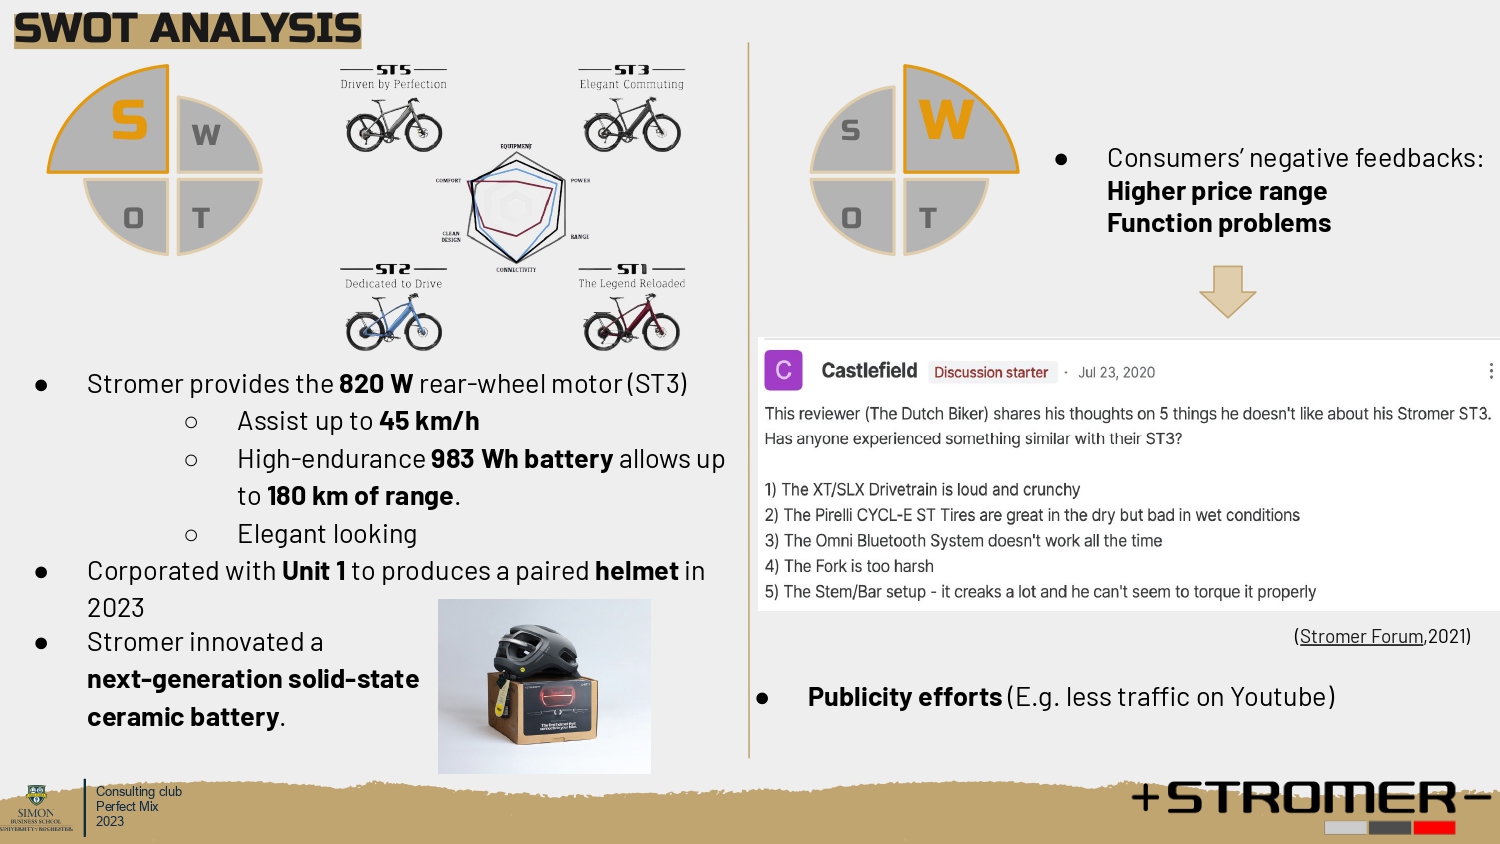 SWOT ANALYSIS
S
W
O
T
ST5
Driven by Perfection
ST3
Elegant Commuting
EQUIPMENT
COMFORT
POWER
CLEAN
DESIGN
RANGE
CONNECTIVITY
ST2
Dedicated to Drive
ST1
The Legend Reloaded
● Stromer provides the 820 W rear-wheel motor (ST3)
○ Assist up to 45 km/h
○ High-endurance 983 Wh battery allows up
to 180 km of range.
○ Elegant looking
● Corporated with Unit 1 to produces a paired helmet in
2023
● Stromer innovated a
next-generation solid-state
ceramic battery.
S
W
O
T
● Consumers’ negative feedbacks:
Higher price range
Function problems
C
Castlefield Discussion starter · Jul 23, 2020
This reviewer (The Dutch Biker) shares his thoughts on 5 things he doesn't like about his Stromer ST3.
Has anyone experienced something similar with their ST3?
1) The XT/SLX Drivetrain is loud and crunchy
2) The Pirelli CYCL-E ST Tires are great in the dry but bad in wet conditions
3) The Omni Bluetooth System doesn't work all the time
4) The Fork is too harsh
5) The Stem/Bar setup - it creaks a lot and he can't seem to torque it properly
(Stromer Forum,2021)
● Publicity efforts (E.g. less traffic on Youtube)
SIMON
BUSINESS SCHOOL
UNIVERSITY of ROCHESTER
Consulting club
Perfect Mix
2023
+STROMER−